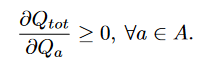 ∂Q_tot / ∂Q_a ≥ 0, ∀a ∈ A.